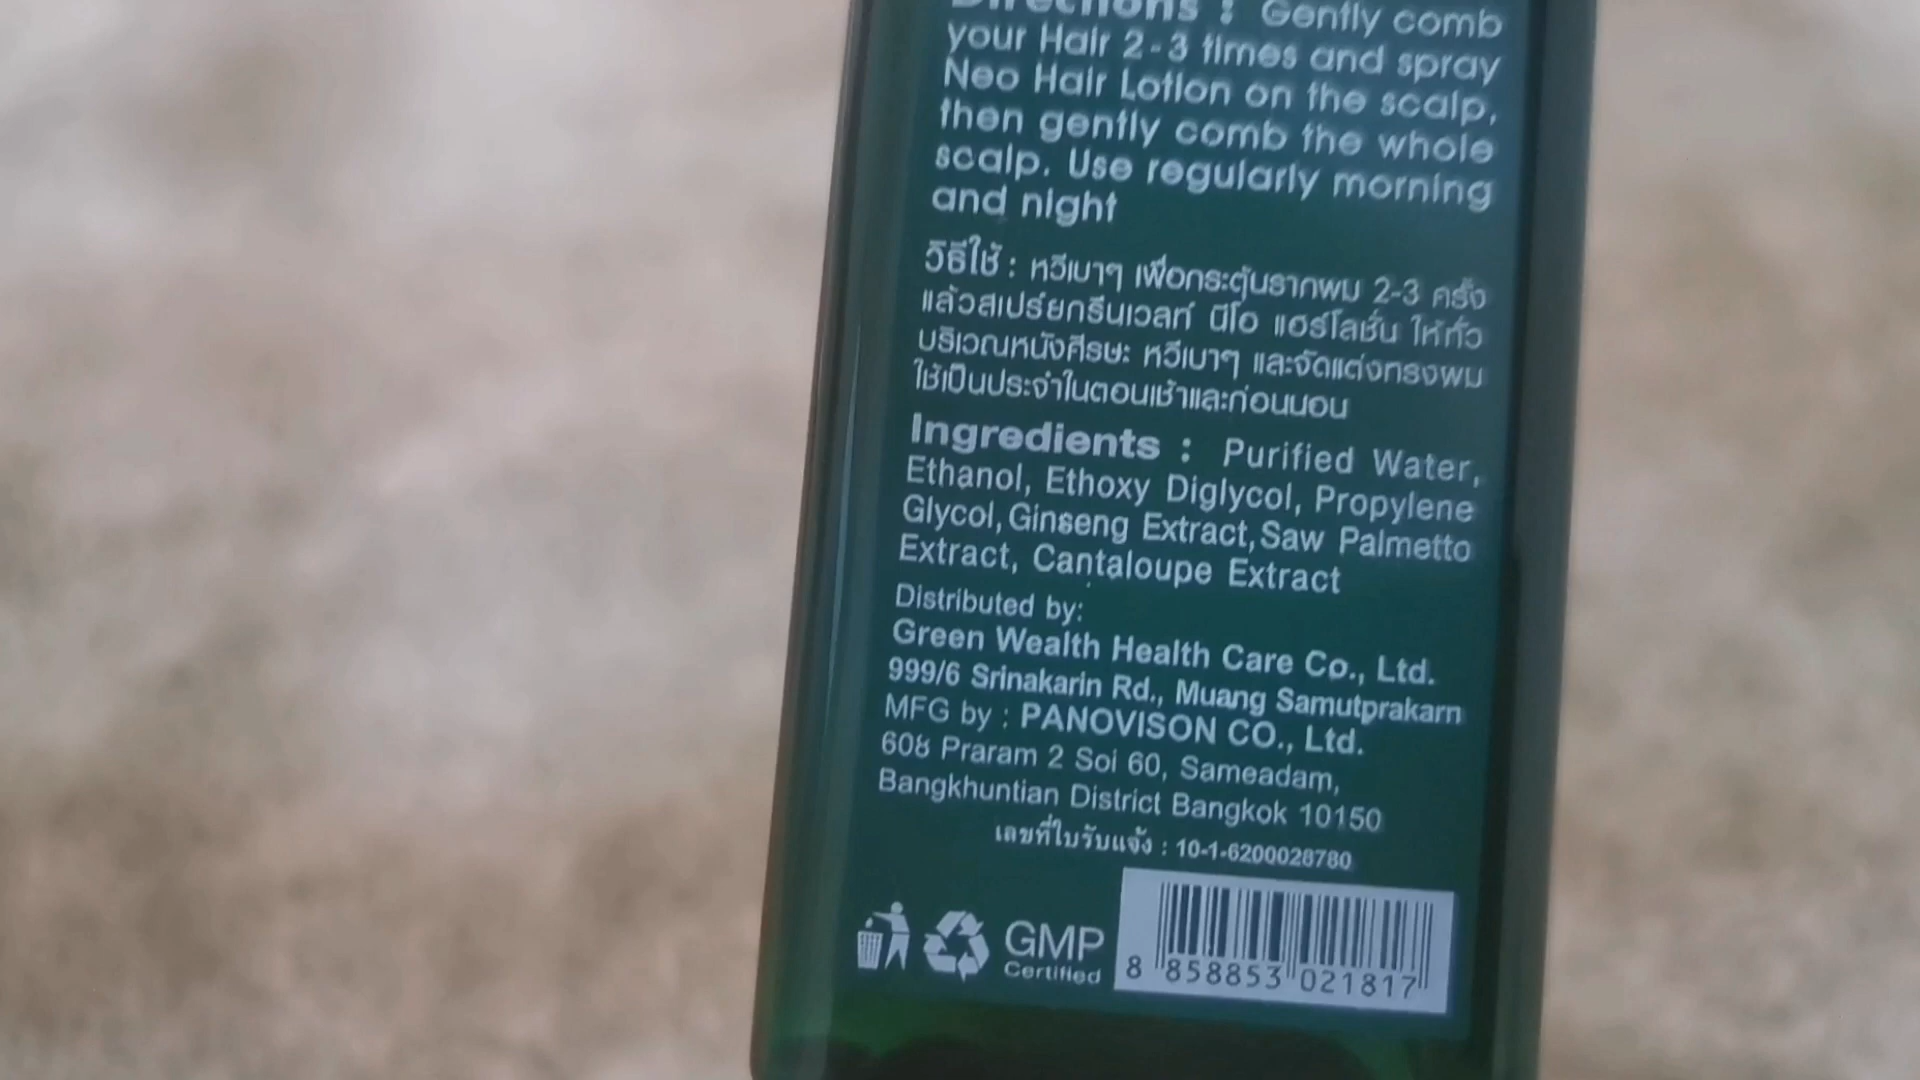 Directions : Gently comb
your Hair 2-3 times and spray
Neo Hair Lotion on the scalp,
then gently comb the whole
scalp. Use regularly morning
and night
วิธีใช้ : หวีเบาๆ เพื่อกระตุ้นรากผม 2-3 ครั้ง
แล้วสเปร์ยกรีนเวลท์ นีโอ แฮร์โลชั่น ให้ทั่ว
บริเวณหนังศีรษะ หวีเบาๆ และจัดแต่งทรงผม
ใช้เป็นประจำในตอนเช้าและก่อนนอน
Ingredients : Purified Water,
Ethanol, Ethoxy Diglycol, Propylene
Glycol, Ginseng Extract, Saw Palmetto
Extract, Cantaloupe Extract
Distributed by:
Green Wealth Health Care Co., Ltd.
999/6 Srinakarin Rd., Muang Samutprakarn
MFG by : PANOVISON CO., Ltd.
608 Praram 2 Soi 60, Sameadam,
Bangkhuntian District Bangkok 10150
เลขที่ใบรับแจ้ง : 10-1-6200028780
GMP
Certified
8 858853 021817